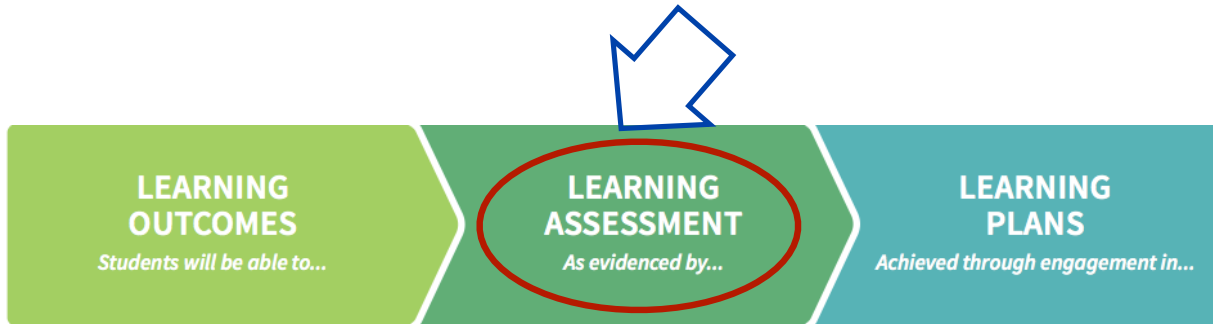 LEARNING
OUTCOMES
Students will be able to...
LEARNING
ASSESSMENT
As evidenced by...
LEARNING
PLANS
Achieved through engagement in...